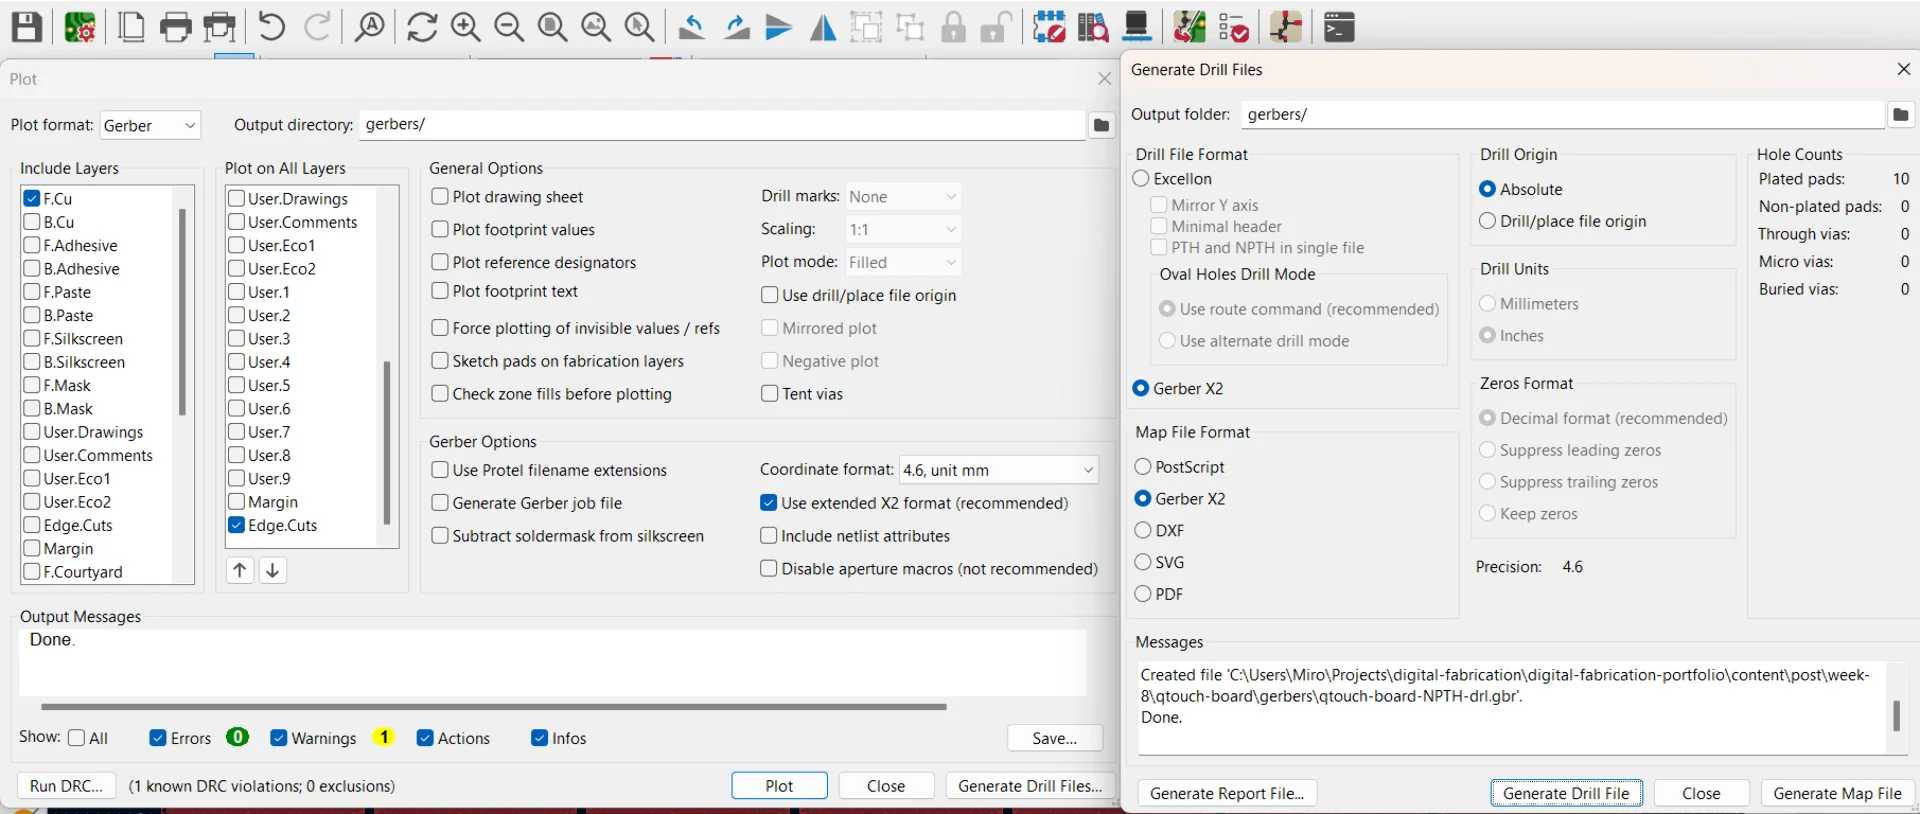 Plot
Plot format: Gerber
Output directory: gerbers/
Include Layers
F.Cu
B.Cu
F.Adhesive
B.Adhesive
F.Paste
B.Paste
F.Silkscreen
B.Silkscreen
F.Mask
B.Mask
User.Drawings
User.Comments
User.Eco1
User.Eco2
Edge.Cuts
Margin
F.Courtyard
Plot on All Layers
User.Drawings
User.Comments
User.Eco1
User.Eco2
User.1
User.2
User.3
User.4
User.5
User.6
User.7
User.8
User.9
Margin
Edge.Cuts
General Options
Plot drawing sheet
Plot footprint values
Plot reference designators
Plot footprint text
Force plotting of invisible values / refs
Sketch pads on fabrication layers
Check zone fills before plotting
Drill marks: None
Scaling: 1:1
Plot mode: Filled
Use drill/place file origin
Mirrored plot
Negative plot
Tent vias
Gerber Options
Use Protel filename extensions
Generate Gerber job file
Subtract soldermask from silkscreen
Coordinate format: 4.6, unit mm
Use extended X2 format (recommended)
Include netlist attributes
Disable aperture macros (not recommended)
Output Messages
Done.
Show: All Errors 0 Warnings 1 Actions Infos
Save...
Run DRC... (1 known DRC violations; 0 exclusions)
Plot
Close
Generate Drill Files...
Generate Drill Files
Output folder: gerbers/
Drill File Format
Excellon
Mirror Y axis
Minimal header
PTH and NPTH in single file
Oval Holes Drill Mode
Use route command (recommended)
Use alternate drill mode
Gerber X2
Map File Format
PostScript
Gerber X2
DXF
SVG
PDF
Drill Origin
Absolute
Drill/place file origin
Drill Units
Millimeters
Inches
Zeros Format
Decimal format (recommended)
Suppress leading zeros
Suppress trailing zeros
Keep zeros
Precision: 4.6
Hole Counts
Plated pads: 10
Non-plated pads: 0
Through vias: 0
Micro vias: 0
Buried vias: 0
Messages
Created file 'C:\Users\Miro\Projects\digital-fabrication\digital-fabrication-portfolio\content\post\week-
8\qtouch-board\gerbers\qtouch-board-NPTH-drl.gbr'.
Done.
Generate Report File...
Generate Drill File
Close
Generate Map File